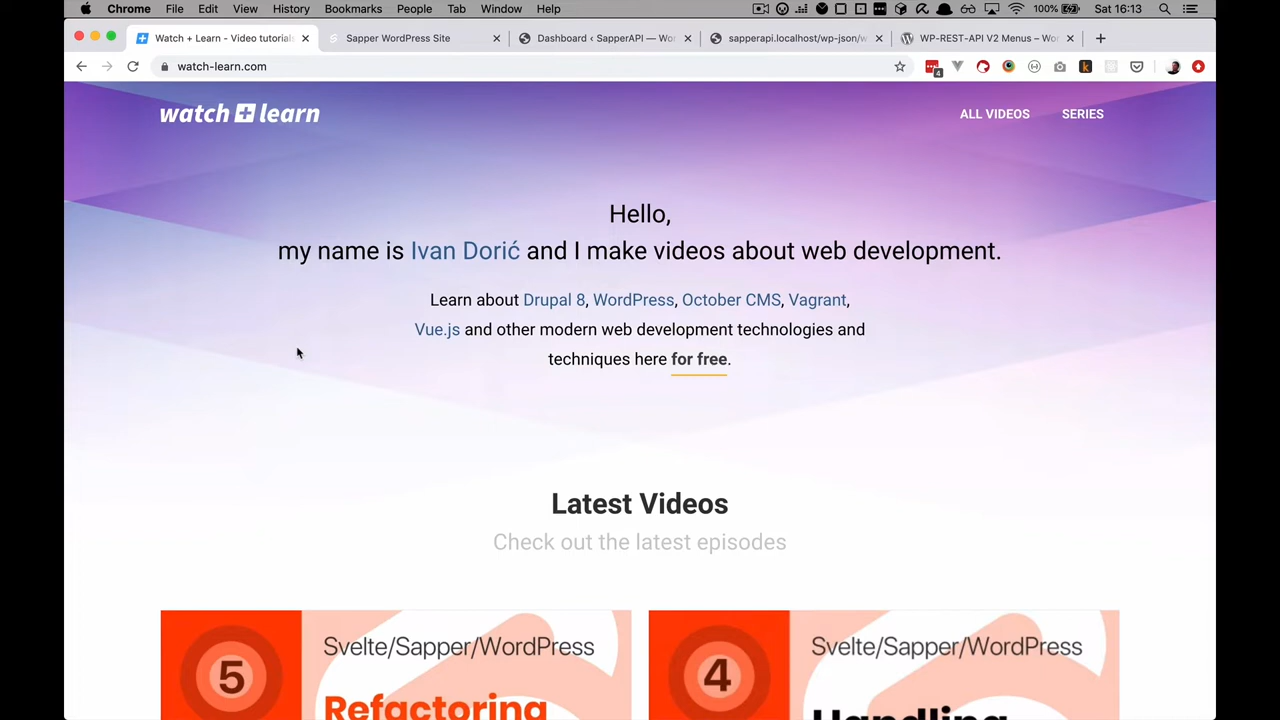 Chrome File Edit View History Bookmarks People Tab Window Help 100% Sat 16:13
Watch + Learn - Video tutorials Sapper WordPress Site Dashboard ‹ SapperAPI — Wor sapperapi.localhost/wp-json/w WP-REST-API V2 Menus – Wo
watch-learn.com
4
watch learn ALL VIDEOS SERIES
Hello,
my name is Ivan Dorić and I make videos about web development.
Learn about Drupal 8, WordPress, October CMS, Vagrant,
Vue.js and other modern web development technologies and
techniques here for free.
Latest Videos
Check out the latest episodes
Svelte/Sapper/WordPress Svelte/Sapper/WordPress
5 4
Refactoring Handling